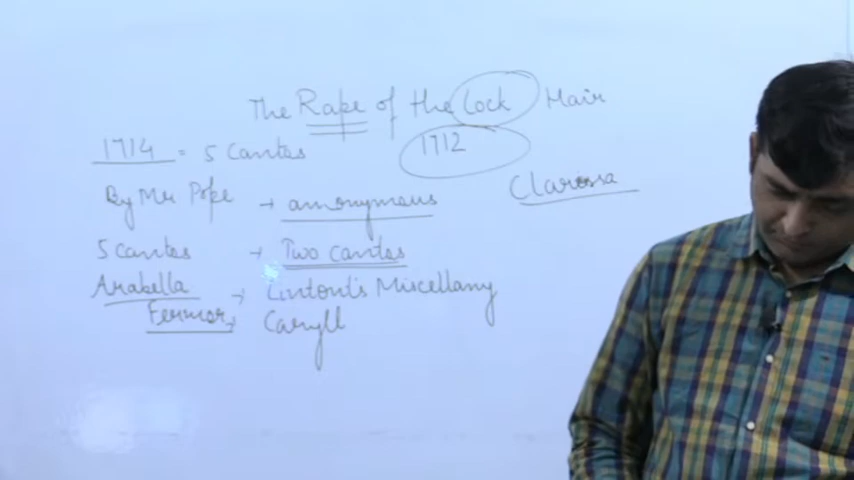 The Rape of the Lock Hair
1714 = 5 Cantos 1712
By Mr Pope → anonymous Clarissa
5 cantos → Two cantos
Arabella → Lintont's Miscellany
Fermor, Caryll